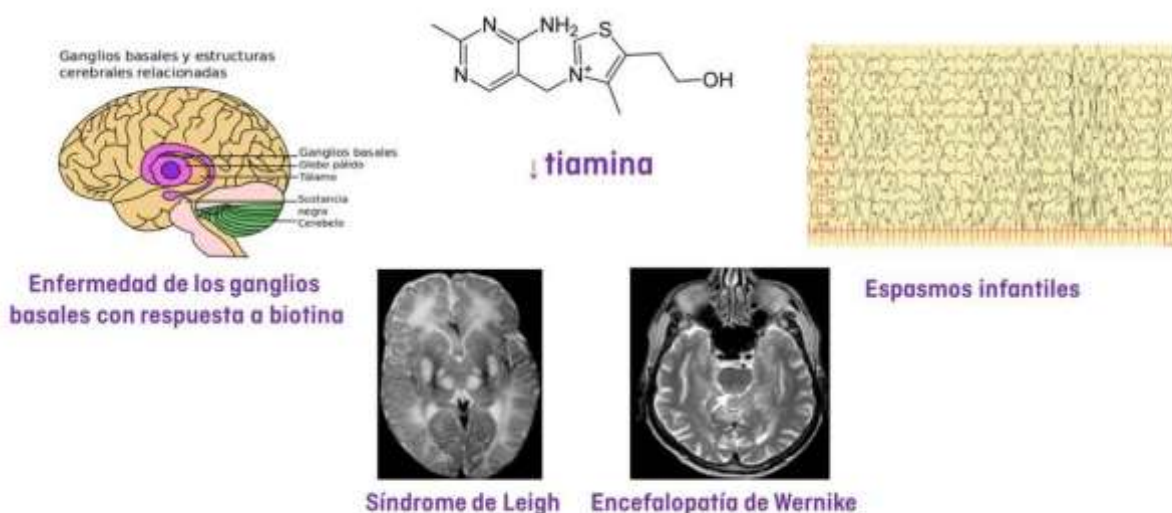 Ganglios basales y estructuras
cerebrales relacionadas
Ganglios basales
Globo pálido
Tálamo
Sustancia
negra
Cerebelo
Enfermedad de los ganglios
basales con respuesta a biotina
N
NH₂
N
S
N⁺
OH
↓ tiamina
Espasmos infantiles
Síndrome de Leigh
Encefalopatía de Wernike